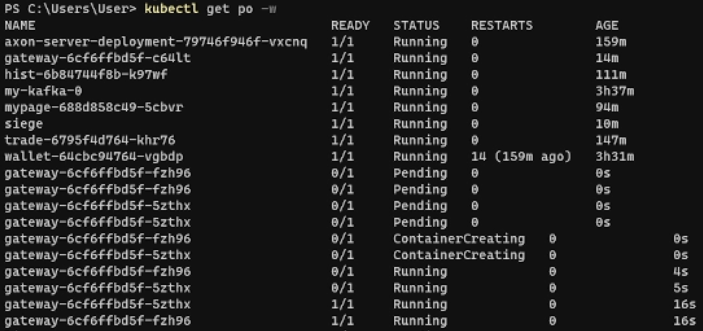 PS C:\Users\User> kubectl get po -w
NAME READY STATUS RESTARTS AGE
axon-server-deployment-79746f946f-vxcnq 1/1 Running 0 159m
gateway-6cf6ffbd5f-c64lt 1/1 Running 0 14m
hist-6b84744f8b-k97wf 1/1 Running 0 111m
my-kafka-0 1/1 Running 0 3h37m
mypage-688d858c49-5cbvr 1/1 Running 0 94m
siege 1/1 Running 0 10m
trade-6795f4d764-khr76 1/1 Running 0 147m
wallet-64cbc94764-vgbdp 1/1 Running 14 (159m ago) 3h31m
gateway-6cf6ffbd5f-fzh96 0/1 Pending 0 0s
gateway-6cf6ffbd5f-5zthx 0/1 Pending 0 0s
gateway-6cf6ffbd5f-fzh96 0/1 Pending 0 0s
gateway-6cf6ffbd5f-5zthx 0/1 Pending 0 0s
gateway-6cf6ffbd5f-fzh96 0/1 ContainerCreating 0 0s
gateway-6cf6ffbd5f-5zthx 0/1 ContainerCreating 0 0s
gateway-6cf6ffbd5f-fzh96 0/1 Running 0 4s
gateway-6cf6ffbd5f-5zthx 0/1 Running 0 5s
gateway-6cf6ffbd5f-5zthx 1/1 Running 0 16s
gateway-6cf6ffbd5f-fzh96 1/1 Running 0 16s